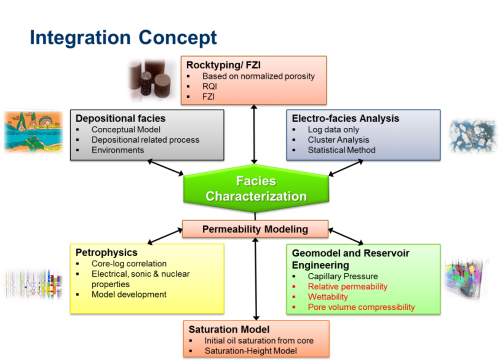 Integration Concept
Rocktyping/ FZI
Based on normalized porosity
RQI
FZI
Depositional facies
Conceptual Model
Depositional related process
Environments
Electro-facies Analysis
Log data only
Cluster Analysis
Statistical Method
Facies
Characterization
Permeability Modeling
Petrophysics
Core-log correlation
Electrical, sonic & nuclear
properties
Model development
Geomodel and Reservoir
Engineering
Capillary Pressure
Relative permeability
Wettability
Pore volume compressibility
Saturation Model
Initial oil saturation from core
Saturation-Height Model